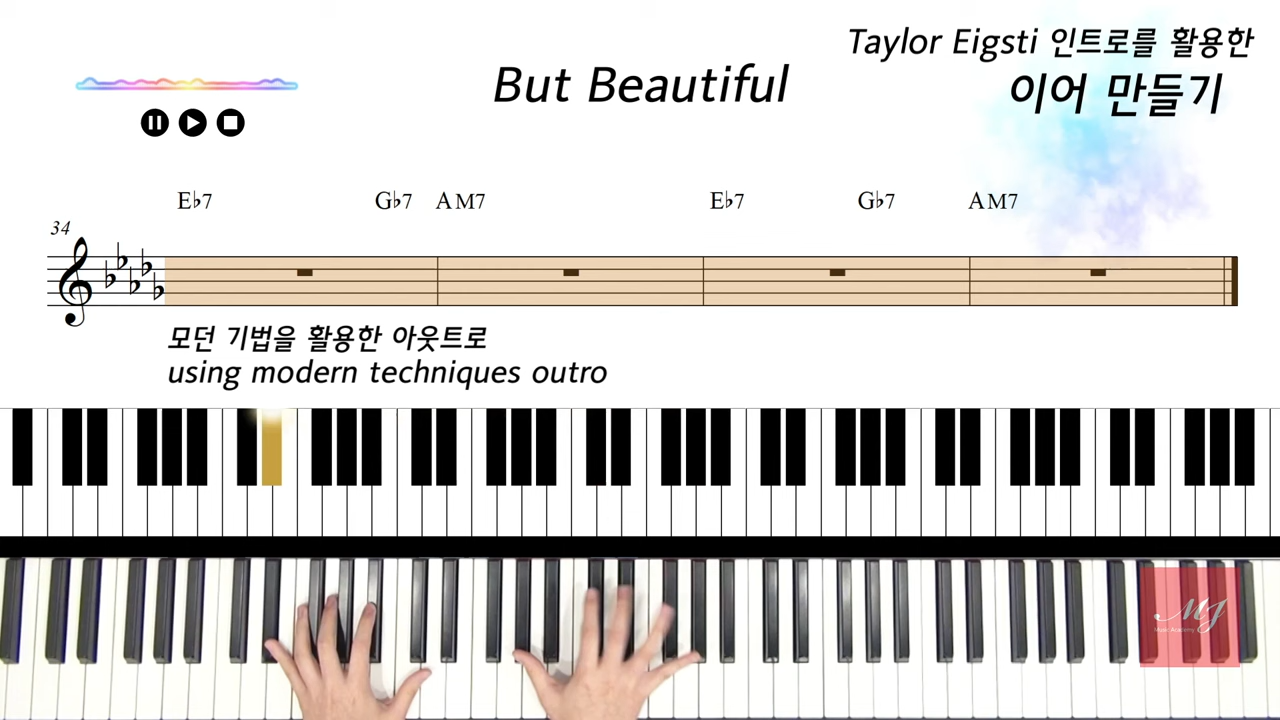 Taylor Eigsti 인트로를 활용한
But Beautiful
이어 만들기
E♭7 G♭7 AM7 E♭7 G♭7 AM7
34
모던 기법을 활용한 아웃트로
using modern techniques outro
MJ
Music Academy